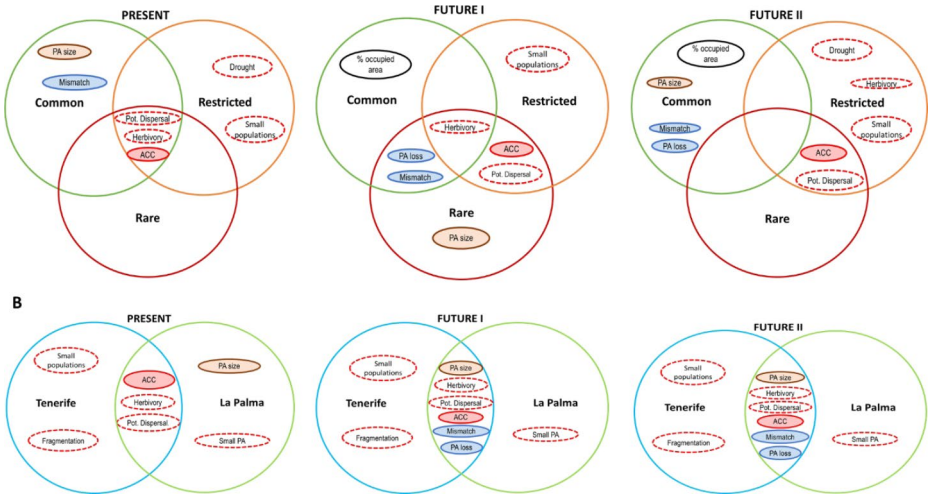 PRESENT
PA size
Mismatch
Common
Drought
Restricted
Small
populations
Pot. Dispersal
Herbivory
ACC
Rare
FUTURE I
% occupied
area
Common
Small
populations
Restricted
Herbivory
PA loss
Mismatch
ACC
Pot. Dispersal
Rare
PA size
FUTURE II
% occupied
area
PA size
Common
Mismatch
PA loss
Drought
Herbivory
Restricted
Small
populations
ACC
Pot. Dispersal
Rare
B
PRESENT
Small
populations
Tenerife
Fragmentation
ACC
Herbivory
Pot. Dispersal
PA size
La Palma
Small PA
FUTURE I
Small
populations
Tenerife
Fragmentation
PA size
Herbivory
Pot. Dispersal
ACC
Mismatch
PA loss
La Palma
Small PA
FUTURE II
Small
populations
Tenerife
Fragmentation
PA size
Herbivory
Pot. Dispersal
ACC
Mismatch
PA loss
La Palma
Small PA